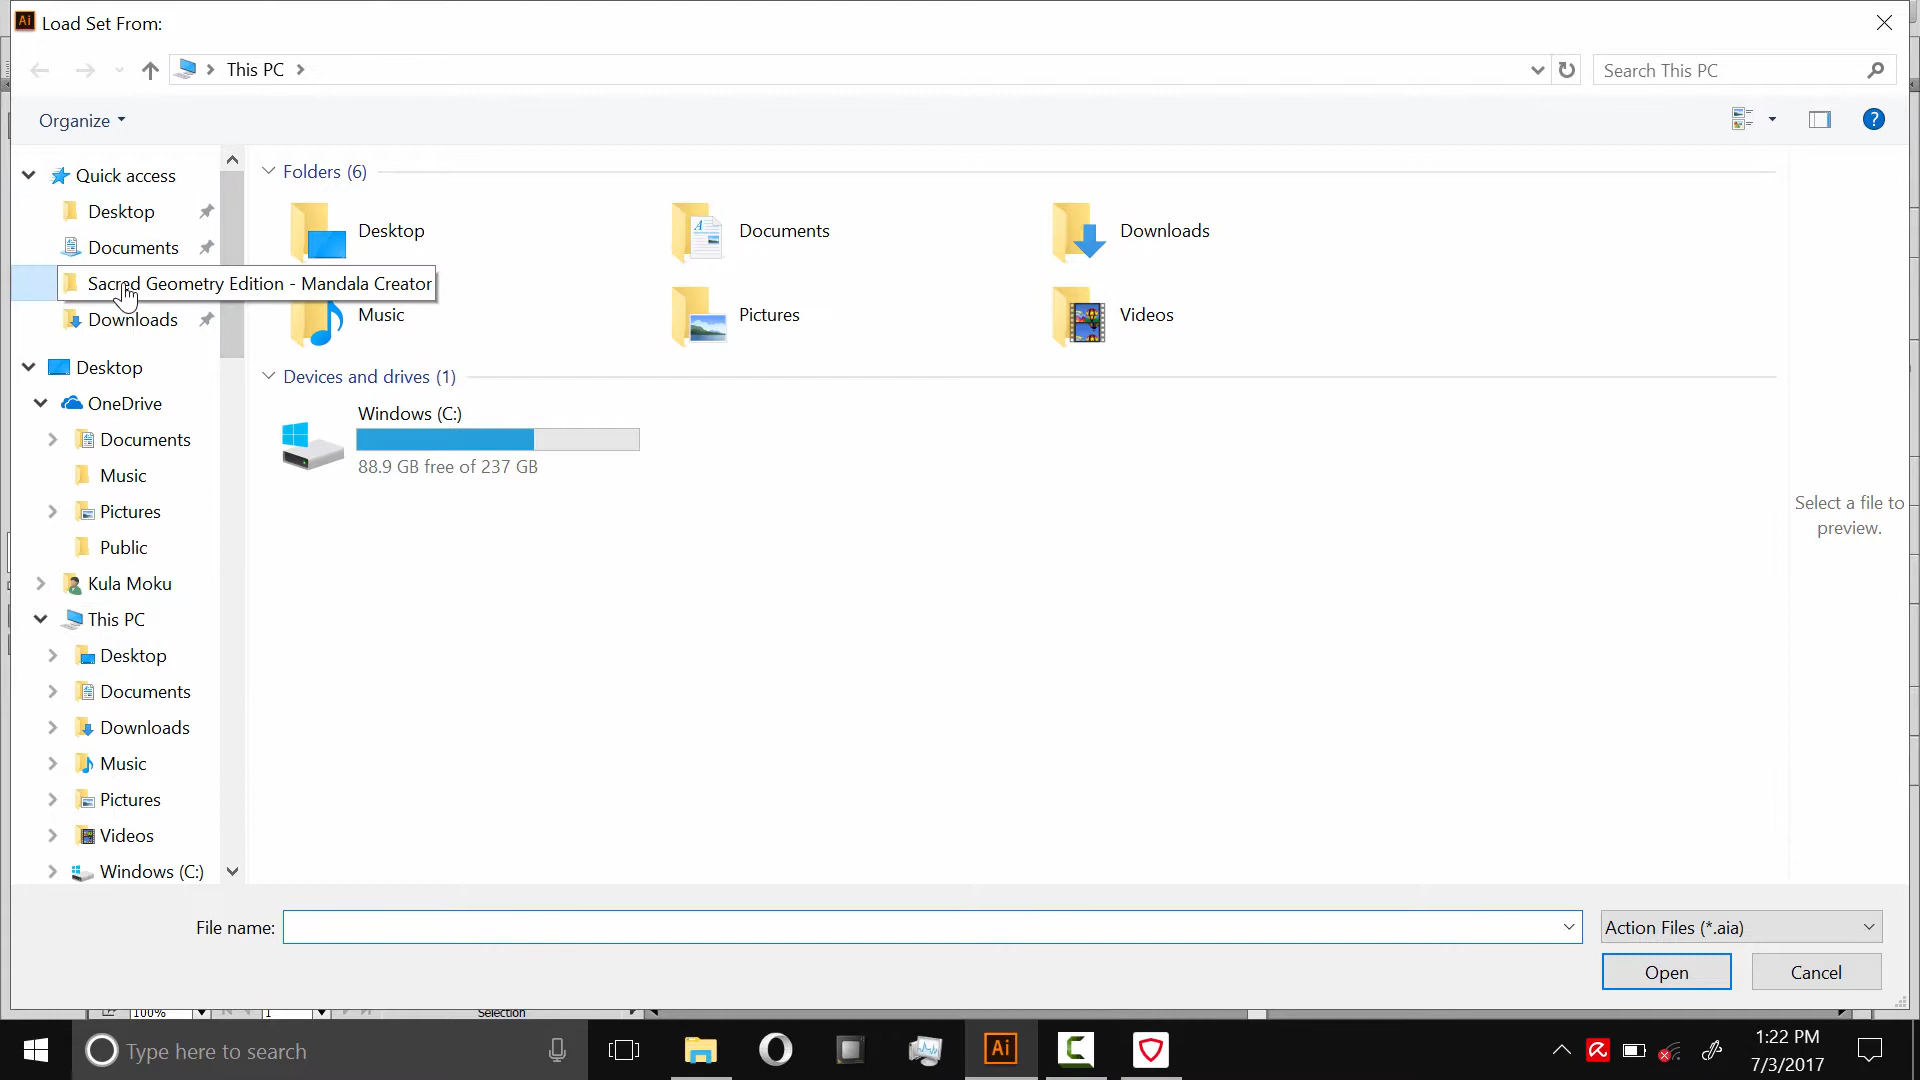 Ai Load Set From:
This PC
Search This PC
Organize
?
Quick access
Desktop
Documents
Sacred Geometry Edition - Mandala Creator
Downloads
Desktop
OneDrive
Documents
Music
Pictures
Public
Kula Moku
This PC
Desktop
Documents
Downloads
Music
Pictures
Videos
Windows (C:)
Folders (6)
Desktop
Documents
Downloads
Music
Pictures
Videos
Devices and drives (1)
Windows (C:)
88.9 GB free of 237 GB
Select a file to
preview.
File name:
Action Files (*.aia)
Open
Cancel
100%
1
Selection
Type here to search
Ai
1:22 PM
7/3/2017